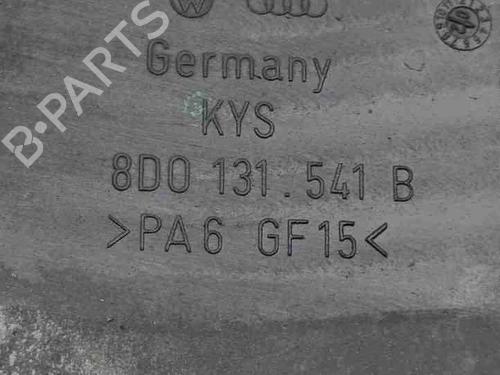 Germany
KYS
8D0 131.541 B
>PA6 GF15<
B-PARTS